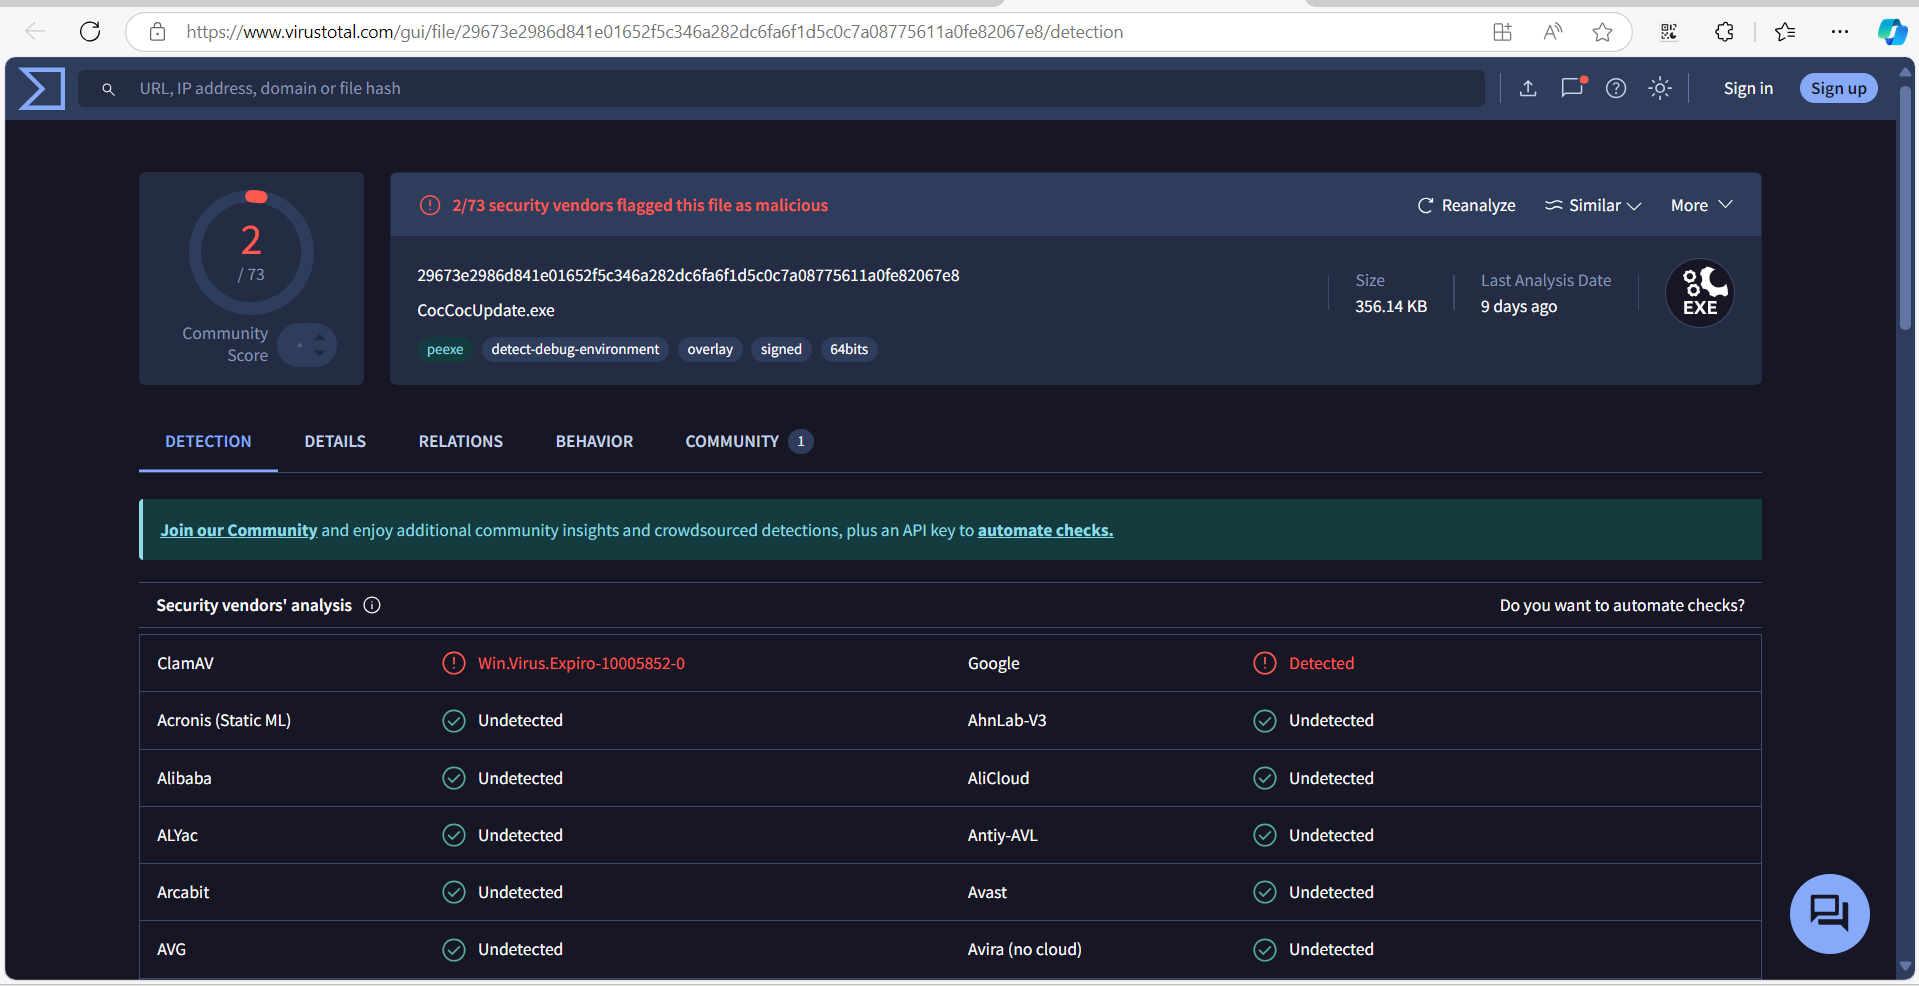 https://www.virustotal.com/gui/file/29673e2986d841e01652f5c346a282dc6fa6f1d5c0c7a08775611a0fe82067e8/detection
URL, IP address, domain or file hash
Sign in
Sign up
2
/ 73
Community
Score
2/73 security vendors flagged this file as malicious
Reanalyze
Similar
More
29673e2986d841e01652f5c346a282dc6fa6f1d5c0c7a08775611a0fe82067e8
CocCocUpdate.exe
peexe
detect-debug-environment
overlay
signed
64bits
Size
356.14 KB
Last Analysis Date
9 days ago
EXE
DETECTION
DETAILS
RELATIONS
BEHAVIOR
COMMUNITY 1
Join our Community and enjoy additional community insights and crowdsourced detections, plus an API key to automate checks.
Security vendors' analysis
Do you want to automate checks?
ClamAV
Win.Virus.Expiro-10005852-0
Google
Detected
Acronis (Static ML)
Undetected
AhnLab-V3
Undetected
Alibaba
Undetected
AliCloud
Undetected
ALYac
Undetected
Antiy-AVL
Undetected
Arcabit
Undetected
Avast
Undetected
AVG
Undetected
Avira (no cloud)
Undetected